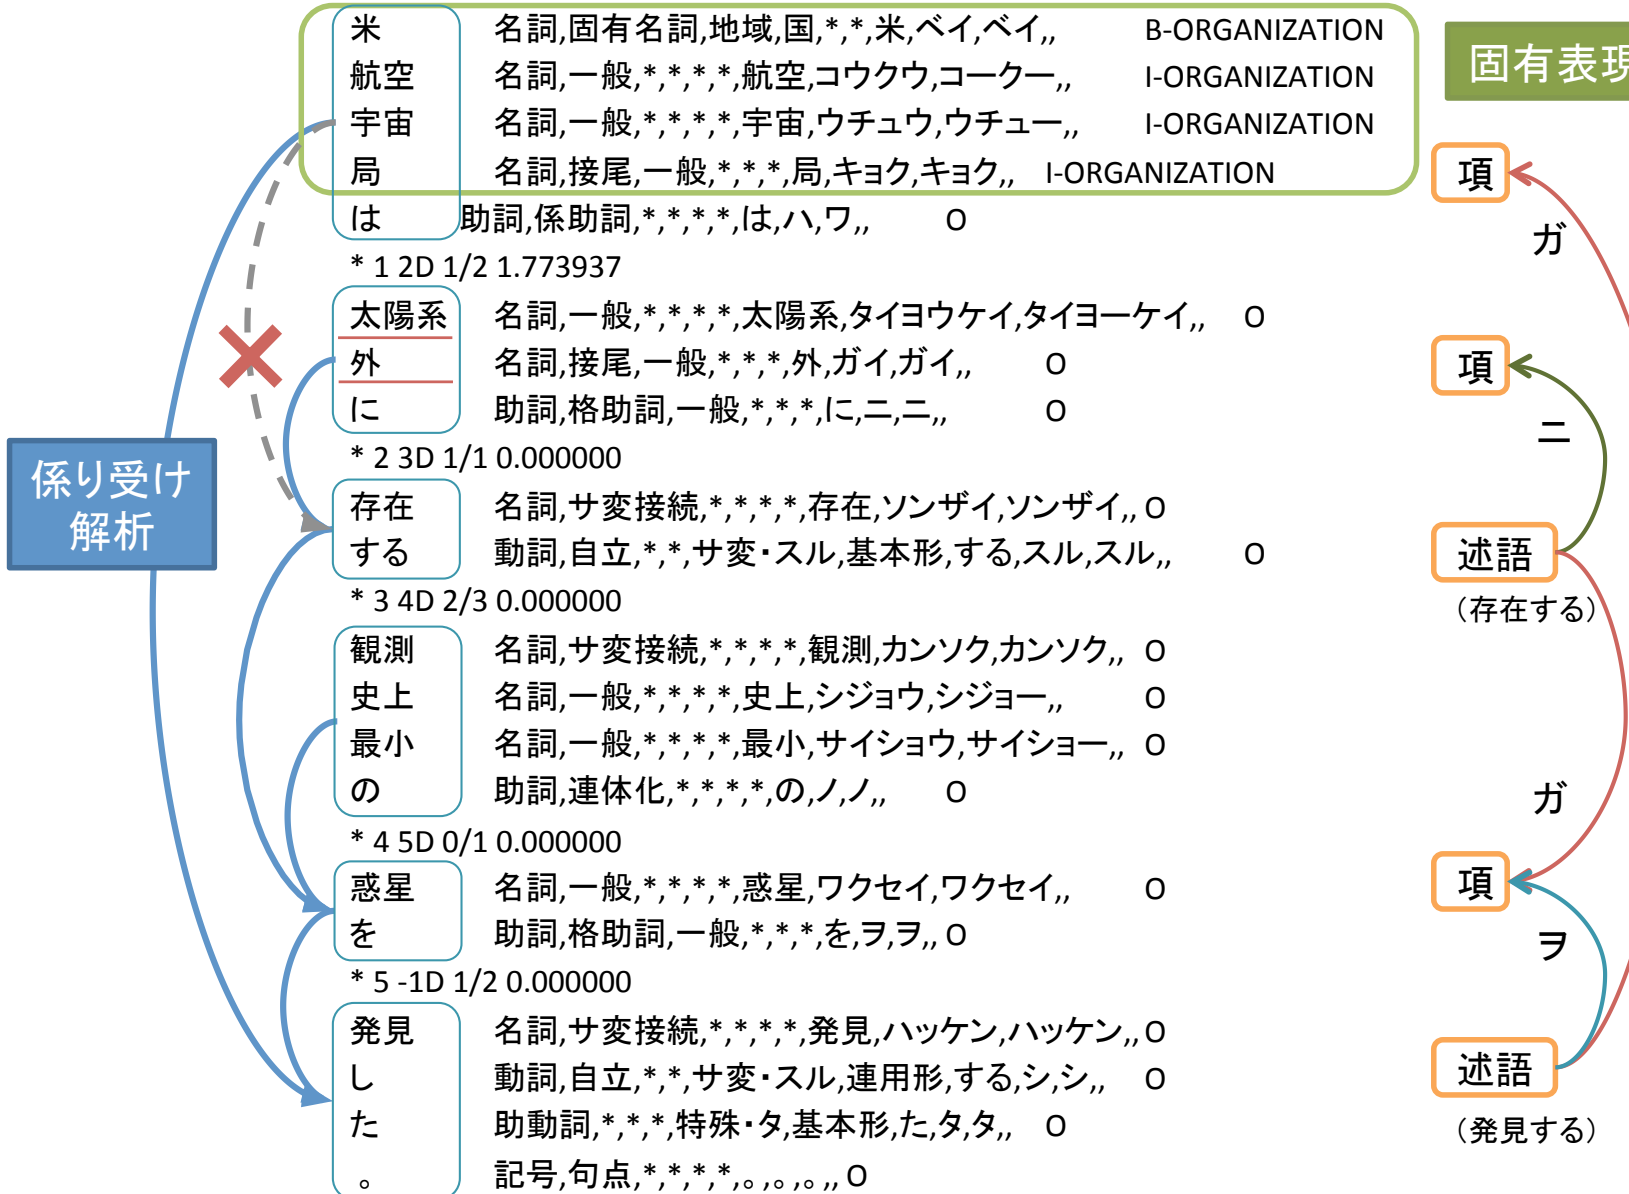 米 名詞,固有名詞,地域,国,*,*,米,ベイ,ベイ,, B-ORGANIZATION
航空 名詞,一般,*,*,*,*,航空,コウクウ,コークー,, I-ORGANIZATION
宇宙 名詞,一般,*,*,*,*,宇宙,ウチュウ,ウチュー,, I-ORGANIZATION
局 名詞,接尾,一般,*,*,*,局,キョク,キョク,, I-ORGANIZATION
は 助詞,係助詞,*,*,*,*,は,ハ,ワ,, O
* 1 2D 1/2 1.773937
太陽系 名詞,一般,*,*,*,*,太陽系,タイヨウケイ,タイヨーケイ,, O
外 名詞,接尾,一般,*,*,*,外,ガイ,ガイ,, O
に 助詞,格助詞,一般,*,*,*,に,ニ,ニ,, O
* 2 3D 1/1 0.000000
存在 名詞,サ変接続,*,*,*,*,存在,ソンザイ,ソンザイ,, O
する 動詞,自立,*,*,サ変・スル,基本形,する,スル,スル,, O
* 3 4D 2/3 0.000000
観測 名詞,サ変接続,*,*,*,*,観測,カンソク,カンソク,, O
史上 名詞,一般,*,*,*,*,史上,シジョウ,シジョー,, O
最小 名詞,一般,*,*,*,*,最小,サイショウ,サイショー,, O
の 助詞,連体化,*,*,*,*,の,ノ,ノ,, O
* 4 5D 0/1 0.000000
惑星 名詞,一般,*,*,*,*,惑星,ワクセイ,ワクセイ,, O
を 助詞,格助詞,一般,*,*,*,を,ヲ,ヲ,, O
* 5 -1D 1/2 0.000000
発見 名詞,サ変接続,*,*,*,*,発見,ハッケン,ハッケン,, O
し 動詞,自立,*,*,サ変・スル,連用形,する,シ,シ,, O
た 助動詞,*,*,*,特殊・タ,基本形,た,タ,タ,, O
。 記号,句点,*,*,*,*,。,。,。,, O
係り受け
解析
固有表現
項
ガ
項
ニ
述語
（存在する）
ガ
項
ヲ
述語
（発見する）